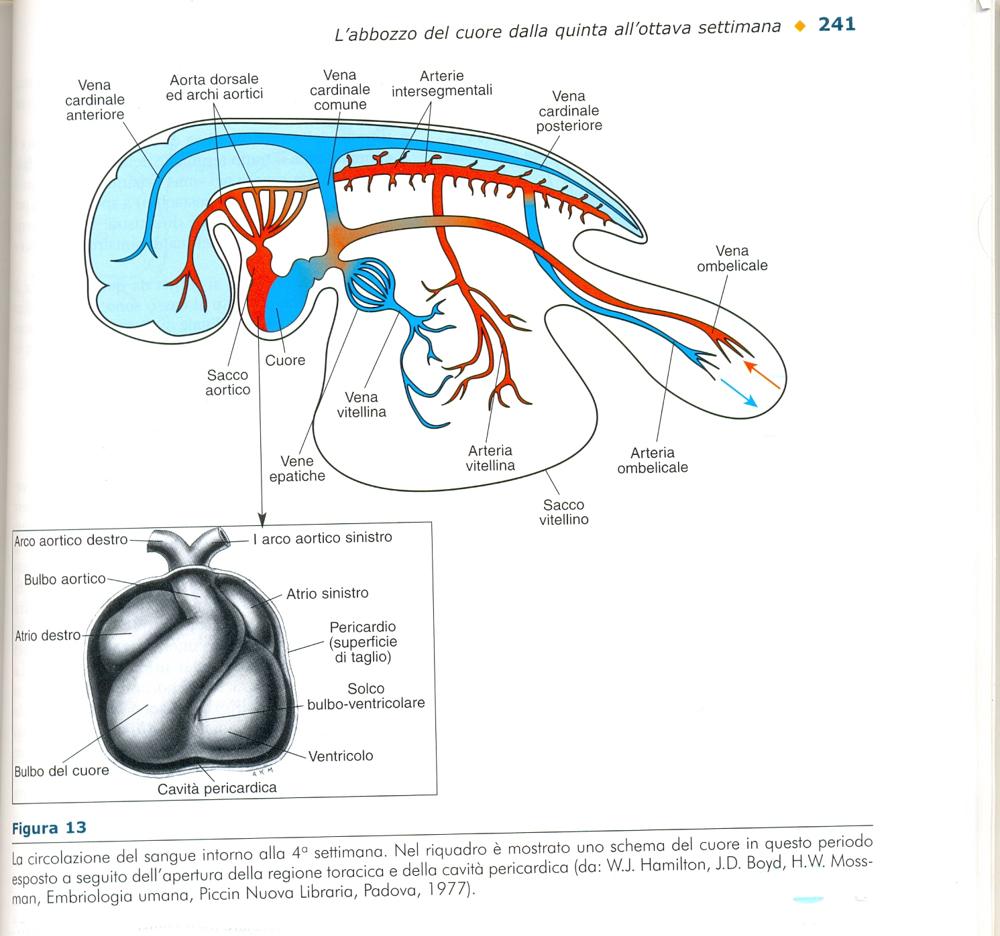 L'abbozzo del cuore dalla quinta all'ottava settimana ◆ 241
Vena
cardinale
anteriore
Aorta dorsale
ed archi aortici
Vena
cardinale
comune
Arterie
intersegmentali
Vena
cardinale
posteriore
Vena
ombelicale
Cuore
Sacco
aortico
Vena
vitellina
Vene
epatiche
Arteria
vitellina
Arteria
ombelicale
Sacco
vitellino
Arco aortico destro
I arco aortico sinistro
Bulbo aortico
Atrio sinistro
Atrio destro
Pericardio
(superficie
di taglio)
Solco
bulbo-ventricolare
Ventricolo
Bulbo del cuore
Cavità pericardica
A K M
Figura 13
La circolazione del sangue intorno alla 4ª settimana. Nel riquadro è mostrato uno schema del cuore in questo periodo
esposto a seguito dell'apertura della regione toracica e della cavità pericardica (da: W.J. Hamilton, J.D. Boyd, H.W. Moss-
man, Embriologia umana, Piccin Nuova Libraria, Padova, 1977).